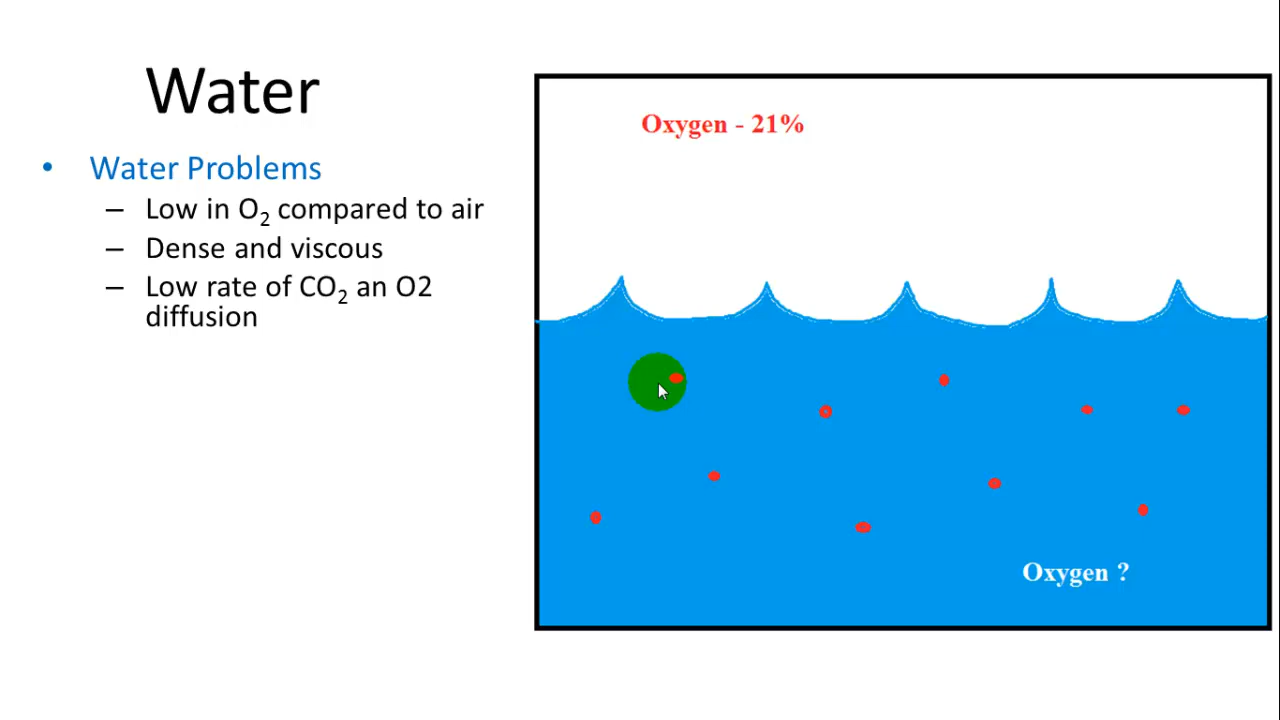 Water
• Water Problems
– Low in O₂ compared to air
– Dense and viscous
– Low rate of CO₂ an O2
diffusion
Oxygen - 21%
Oxygen ?